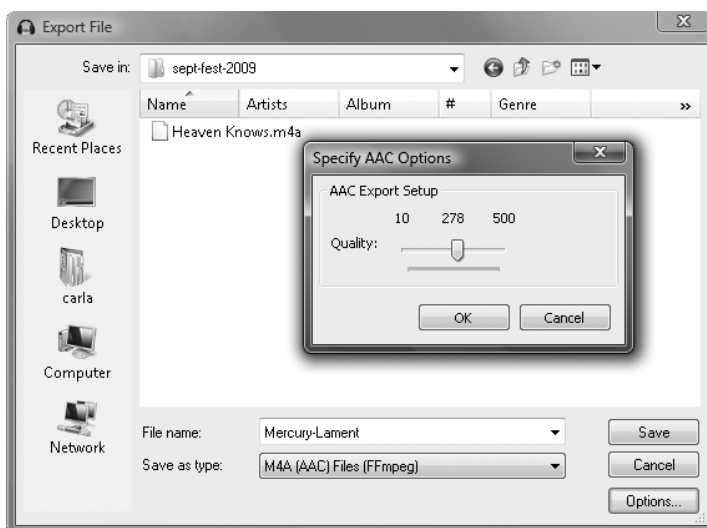 Export File
Save in: sept-fest-2009
Name Artists Album # Genre »
Heaven Knows.m4a
Recent Places
Desktop
carla
Computer
Network
Specify AAC Options
AAC Export Setup
10 278 500
Quality:
OK Cancel
File name: Mercury-Lament Save
Save as type: M4A (AAC) Files (FFmpeg) Cancel
Options...